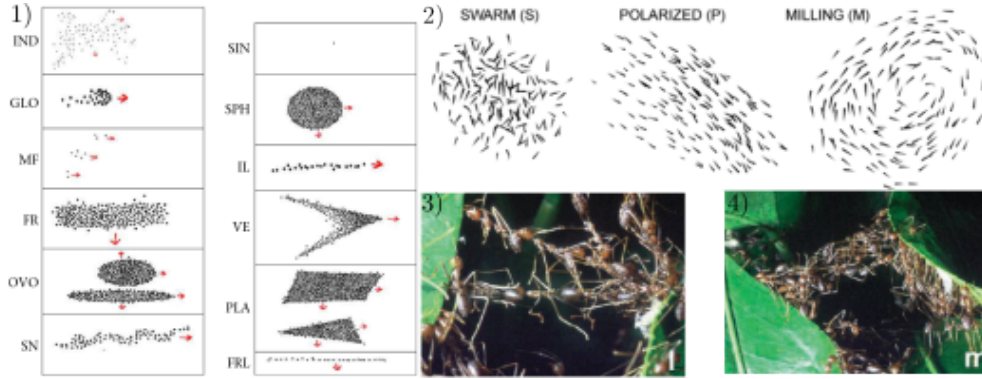 1)
IND
GLO
MF
FR
OVO
SN
SIN
SPH
IL
VE
PLA
FRL
2)
SWARM (S)
POLARIZED (P)
MILLING (M)
3)
l
4)
m